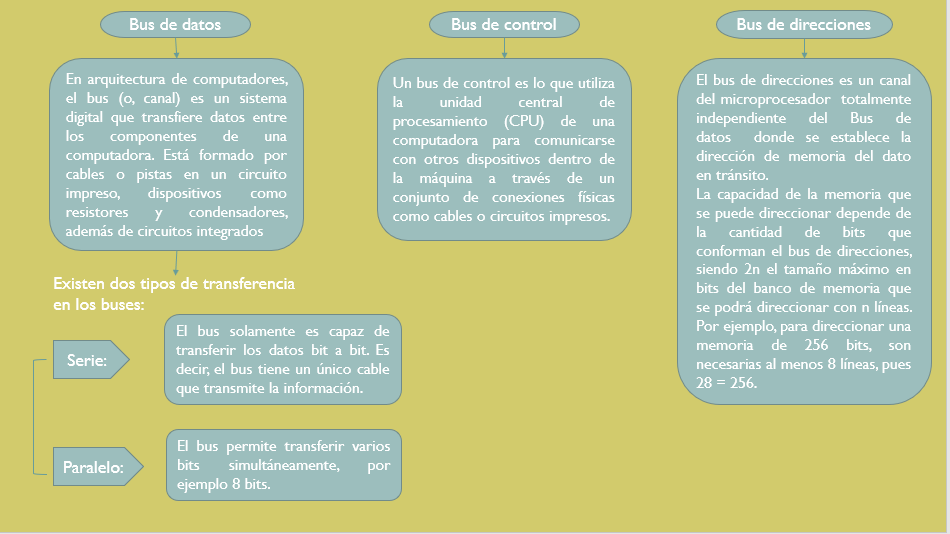 Bus de datos
En arquitectura de computadores,
el bus (o, canal) es un sistema
digital que transfiere datos entre
los componentes de una
computadora. Está formado por
cables o pistas en un circuito
impreso, dispositivos como
resistores y condensadores,
además de circuitos integrados
Existen dos tipos de transferencia
en los buses:
Serie:
El bus solamente es capaz de
transferir los datos bit a bit. Es
decir, el bus tiene un único cable
que transmite la información.
Paralelo:
El bus permite transferir varios
bits simultáneamente, por
ejemplo 8 bits.
Bus de control
Un bus de control es lo que utiliza
la unidad central de
procesamiento (CPU) de una
computadora para comunicarse
con otros dispositivos dentro de
la máquina a través de un
conjunto de conexiones físicas
como cables o circuitos impresos.
Bus de direcciones
El bus de direcciones es un canal
del microprocesador totalmente
independiente del Bus de
datos donde se establece la
dirección de memoria del dato
en tránsito.
La capacidad de la memoria que
se puede direccionar depende de
la cantidad de bits que
conforman el bus de direcciones,
siendo 2n el tamaño máximo en
bits del banco de memoria que
se podrá direccionar con n líneas.
Por ejemplo, para direccionar una
memoria de 256 bits, son
necesarias al menos 8 líneas, pues
28 = 256.